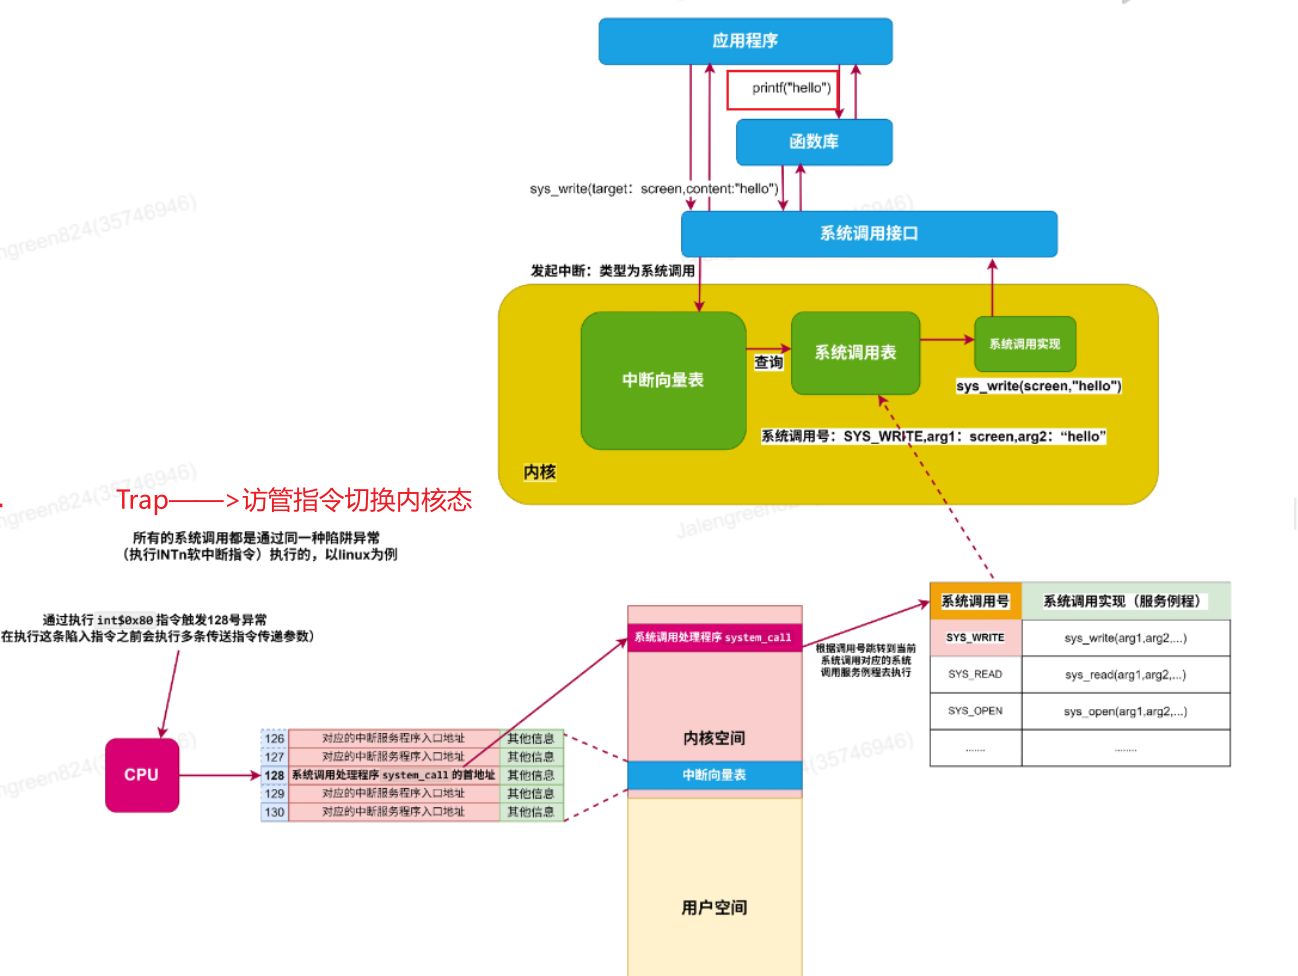 应用程序
printf("hello")
函数库
sys_write(target：screen,content:"hello")
系统调用接口
发起中断：类型为系统调用
中断向量表
查询
系统调用表
系统调用实现
sys_write(screen,"hello")
系统调用号：SYS_WRITE,arg1：screen,arg2：“hello”
内核
Trap——>访管指令切换内核态
所有的系统调用都是通过同一种陷阱异常
（执行INTn软中断指令）执行的，以linux为例
通过执行 int$0x80 指令触发128号异常
在执行这条陷入指令之前会执行多条传送指令传递参数）
CPU
126 对应的中断服务程序入口地址 其他信息
127 对应的中断服务程序入口地址 其他信息
128 系统调用处理程序 system_call 的首地址 其他信息
129 对应的中断服务程序入口地址 其他信息
130 对应的中断服务程序入口地址 其他信息
系统调用处理程序 system_call
内核空间
中断向量表
用户空间
根据调用号跳转到当前
系统调用对应的系统
调用服务例程去执行
系统调用号 系统调用实现（服务例程）
SYS_WRITE sys_write(arg1,arg2,...)
SYS_READ sys_read(arg1,arg2,...)
SYS_OPEN sys_open(arg1,arg2,...)
....... ........
ngreen824(35746946)
ngreen824(35746946)
ngreen824(
6)
46946)
Jalengreen824(357469
(35746946)